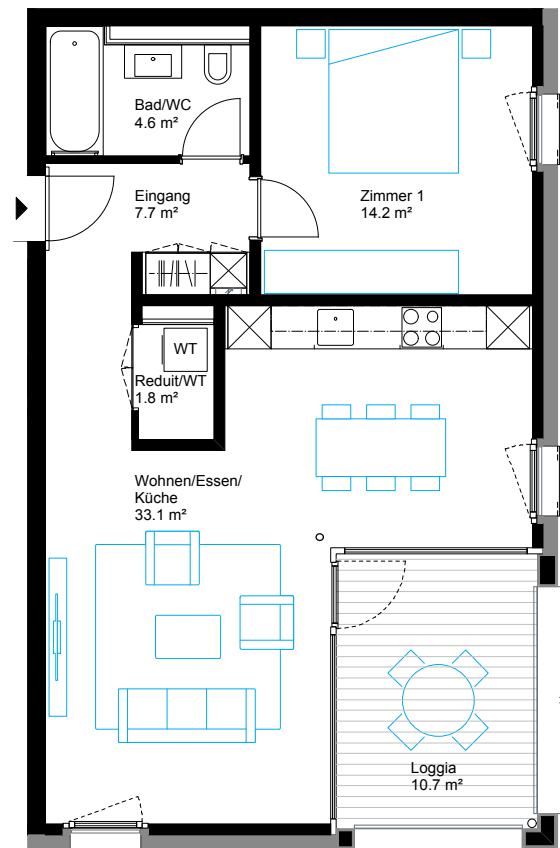 Bad/WC
4.6 m²
Eingang
7.7 m²
Zimmer 1
14.2 m²
WT
Reduit/WT
1.8 m²
Wohnen/Essen/
Küche
33.1 m²
Loggia
10.7 m²